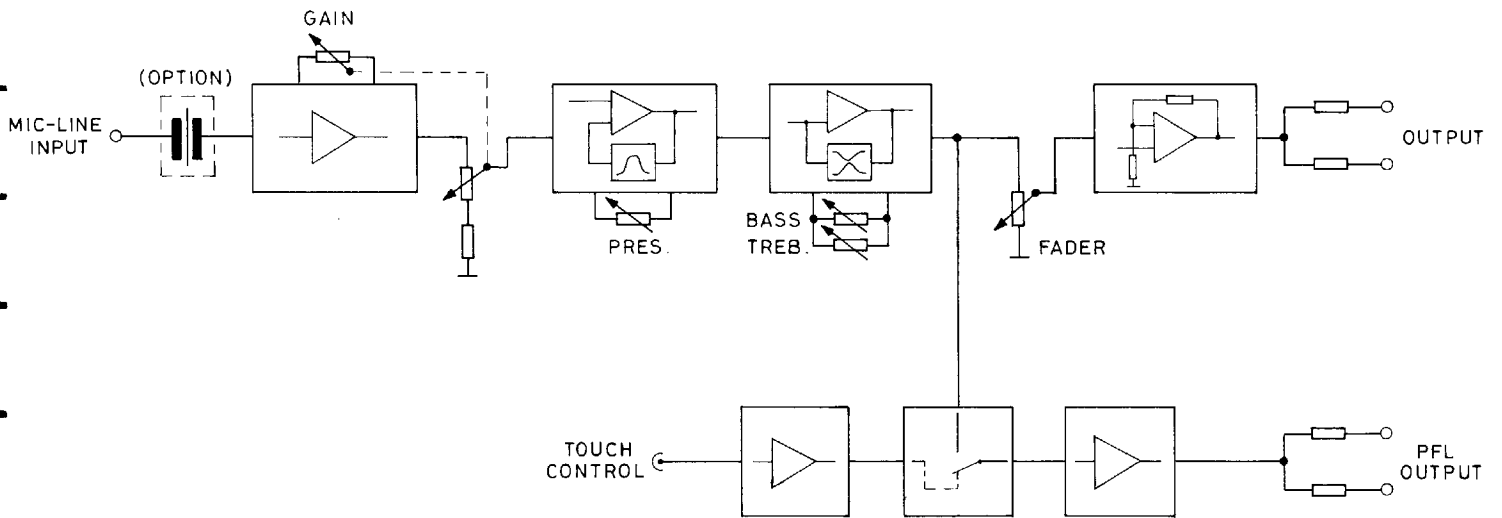 GAIN
(OPTION)
MIC-LINE
INPUT
PRES.
BASS
TREB.
FADER
OUTPUT
TOUCH
CONTROL
PFL
OUTPUT